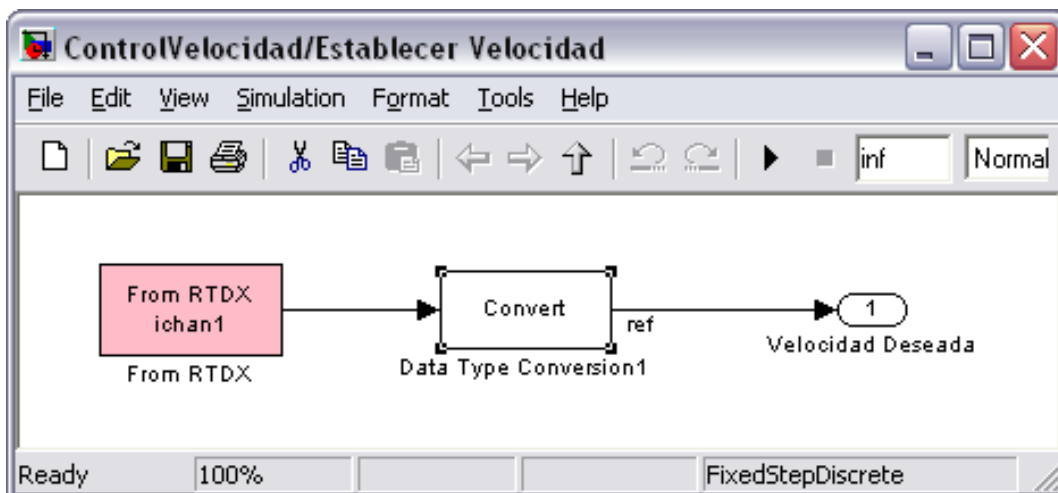 ControlVelocidad/Establecer Velocidad
File Edit View Simulation Format Tools Help
inf Normal
From RTDX
ichan1
From RTDX
Convert
Data Type Conversion1
ref
1
Velocidad Deseada
Ready 100% FixedStepDiscrete